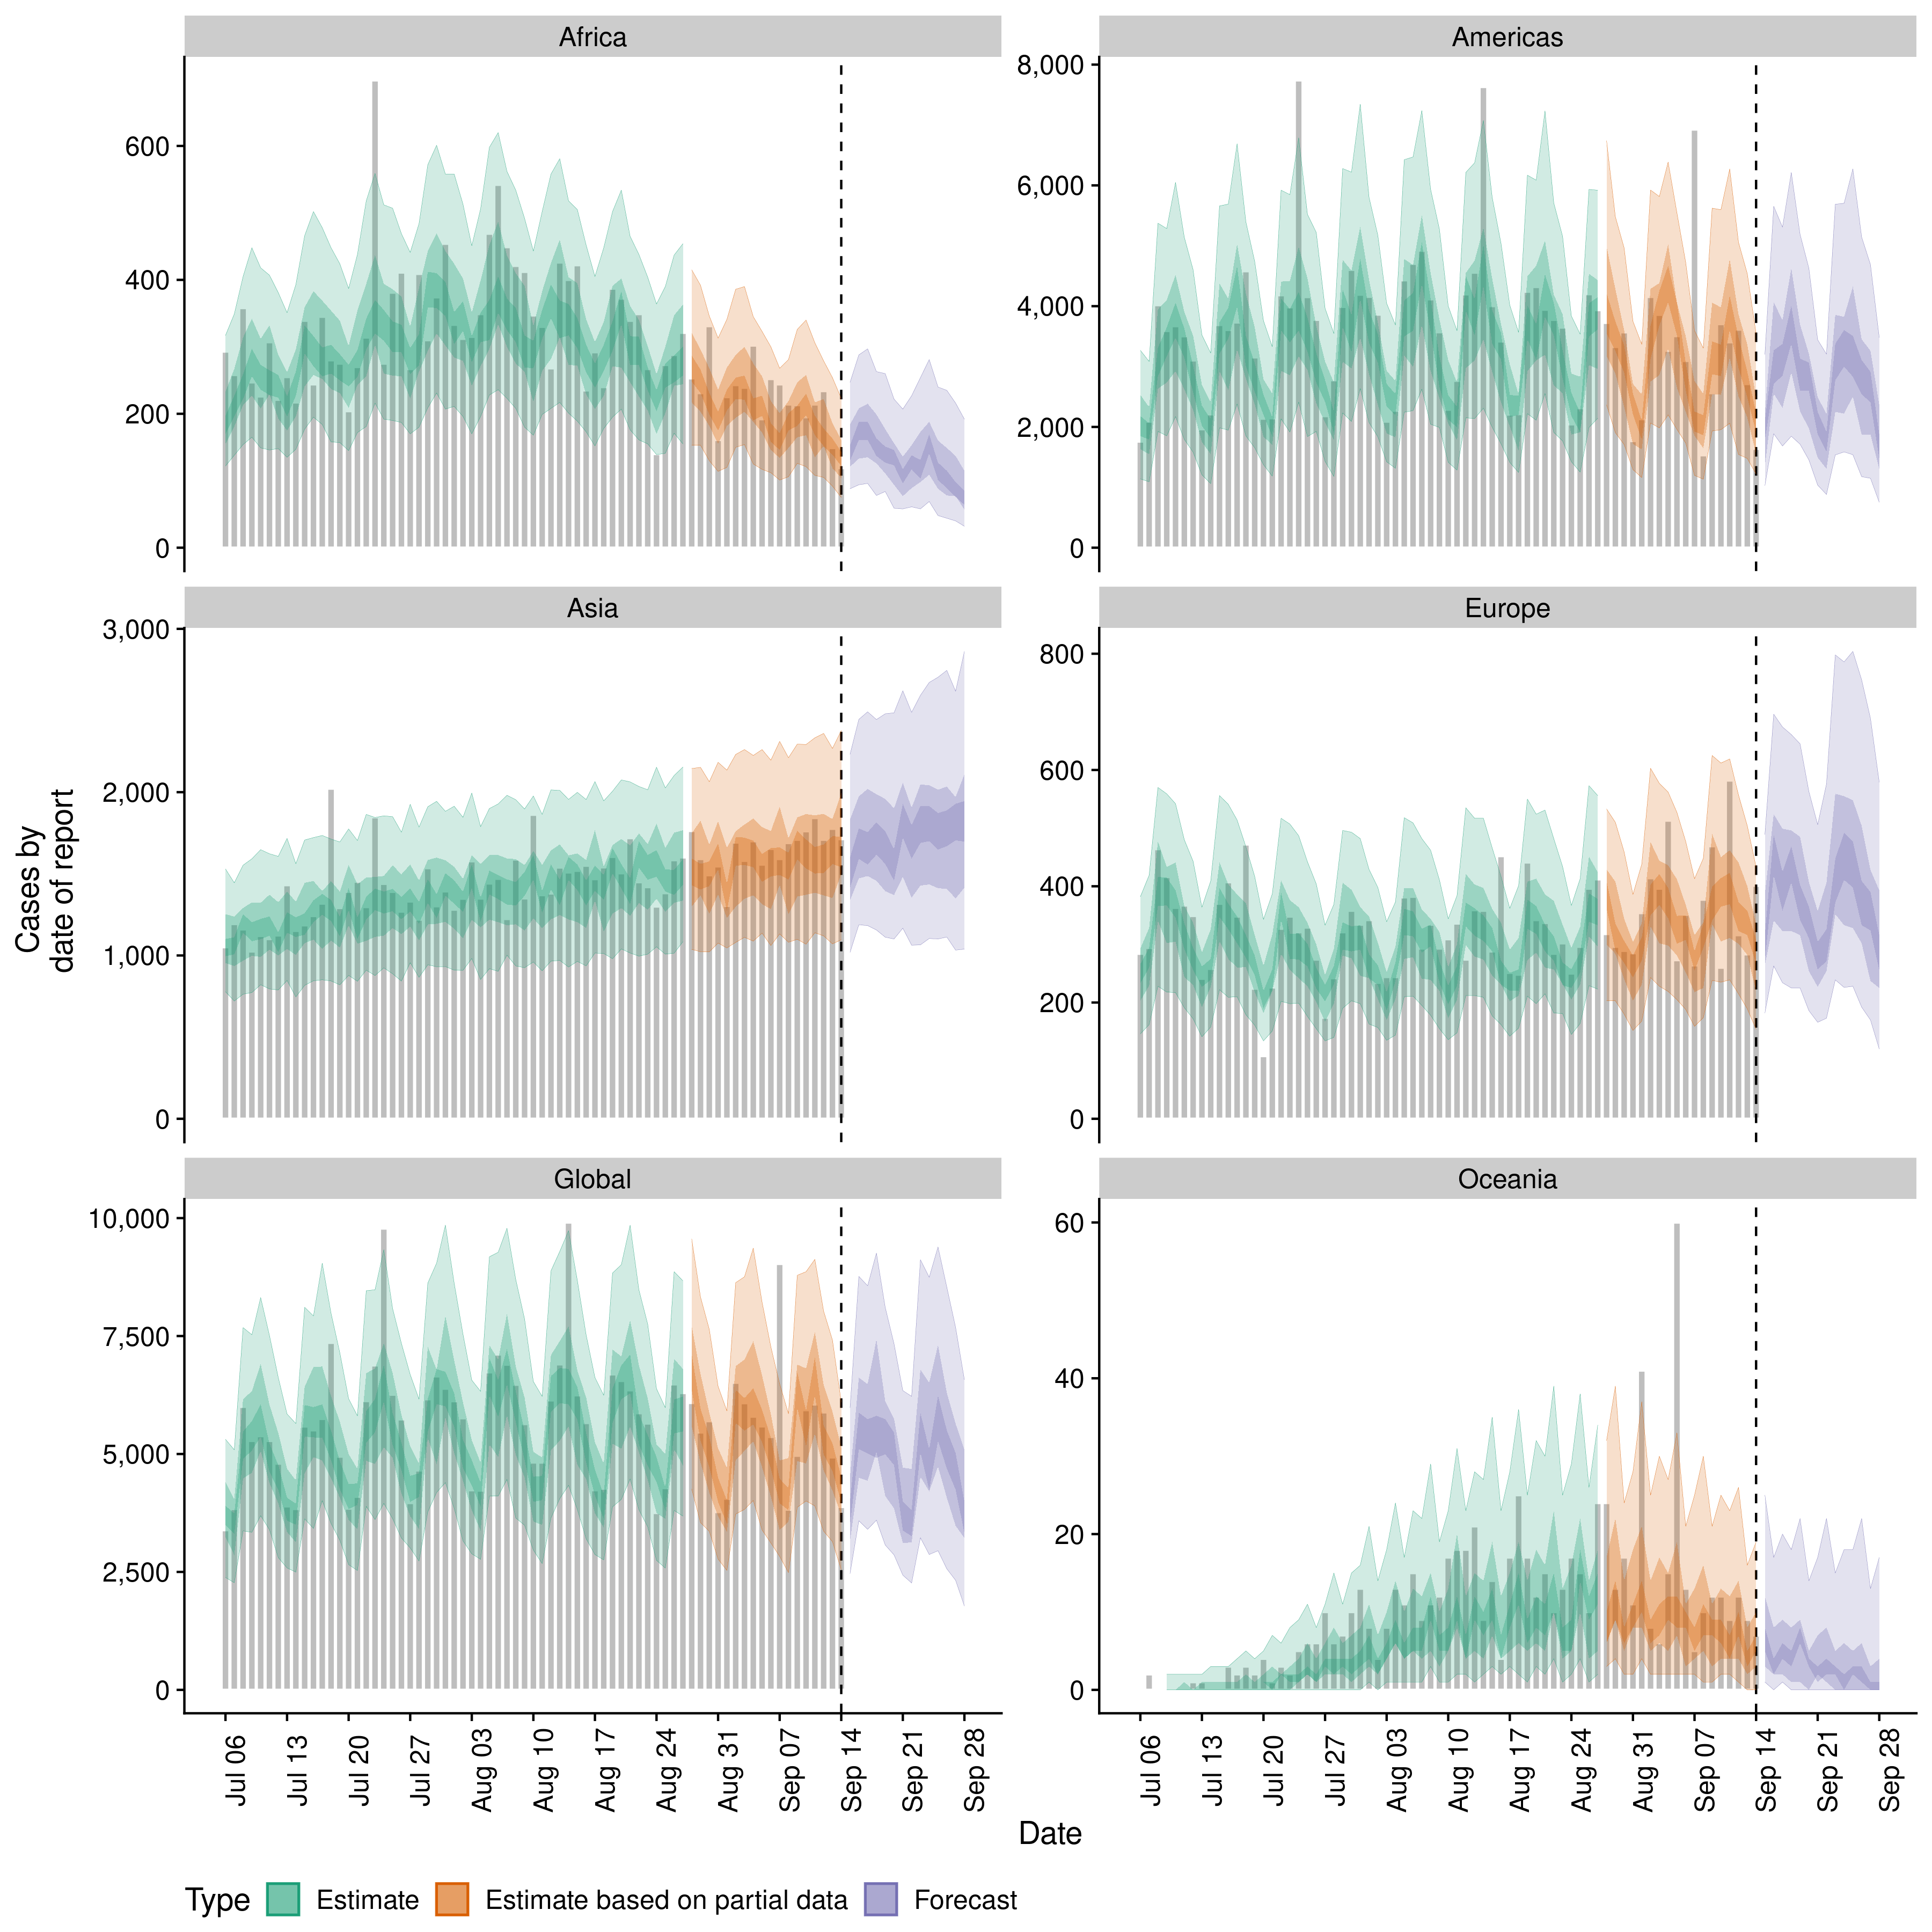 Africa
Americas
600
400
200
0
8,000
6,000
4,000
2,000
0
Asia
Europe
3,000
2,000
1,000
0
800
600
400
200
0
Global
Oceania
10,000
7,500
5,000
2,500
0
60
40
20
0
Cases by
date of report
Jul 06
Jul 13
Jul 20
Jul 27
Aug 03
Aug 10
Aug 17
Aug 24
Aug 31
Sep 07
Sep 14
Sep 21
Sep 28
Jul 06
Jul 13
Jul 20
Jul 27
Aug 03
Aug 10
Aug 17
Aug 24
Aug 31
Sep 07
Sep 14
Sep 21
Sep 28
Date
Type Estimate Estimate based on partial data Forecast